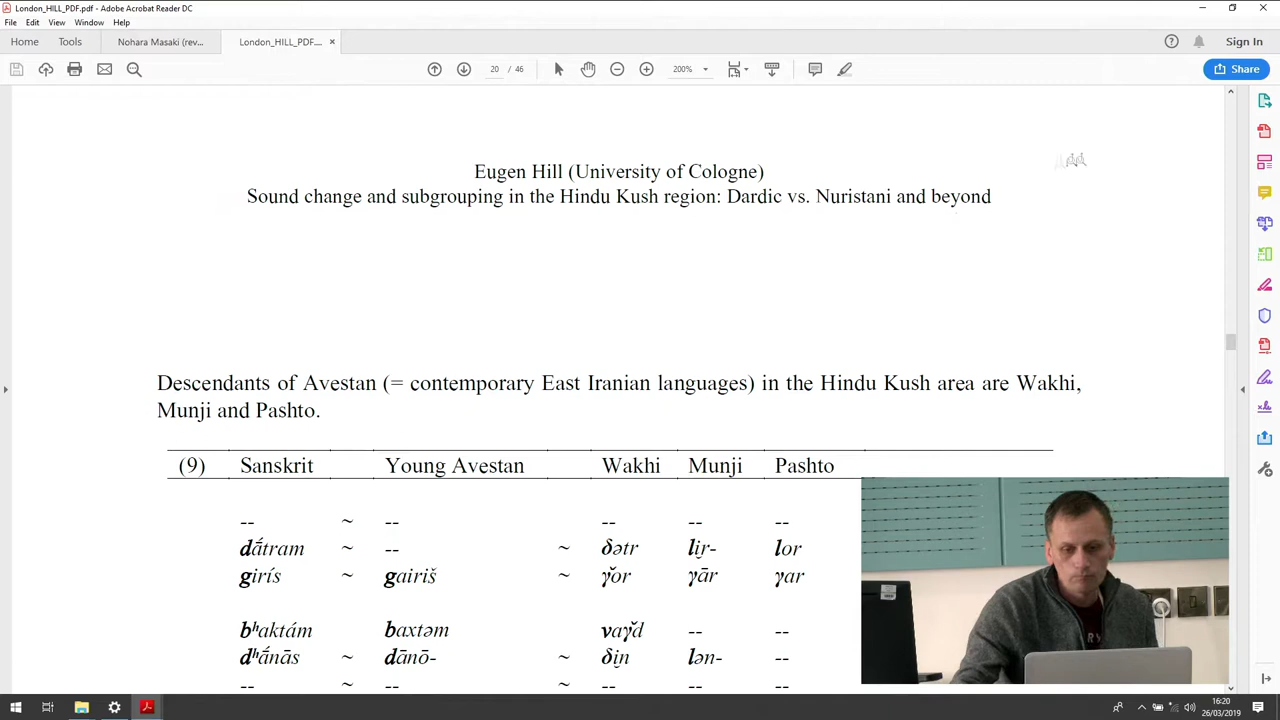 London_HILL_PDF.pdf - Adobe Acrobat Reader DC
File Edit View Window Help
Home Tools Nohara Masaki (rev... London_HILL_PDF.... × Sign In
20 / 46 200% Share
Eugen Hill (University of Cologne)
Sound change and subgrouping in the Hindu Kush region: Dardic vs. Nuristani and beyond
Descendants of Avestan (= contemporary East Iranian languages) in the Hindu Kush area are Wakhi,
Munji and Pashto.
(9) Sanskrit Young Avestan Wakhi Munji Pashto
-- ~ -- -- -- --
dā́tram ~ -- ~ δətr lir̯- lor
girís ~ gairiš ~ γ̌or γār γar
bʰaktám baxtəm vaγ̌d -- --
dʰā́nās ~ dānō- ~ δi̯n lən- --
-- ~ -- ~ -- -- --
16:20
26/03/2019